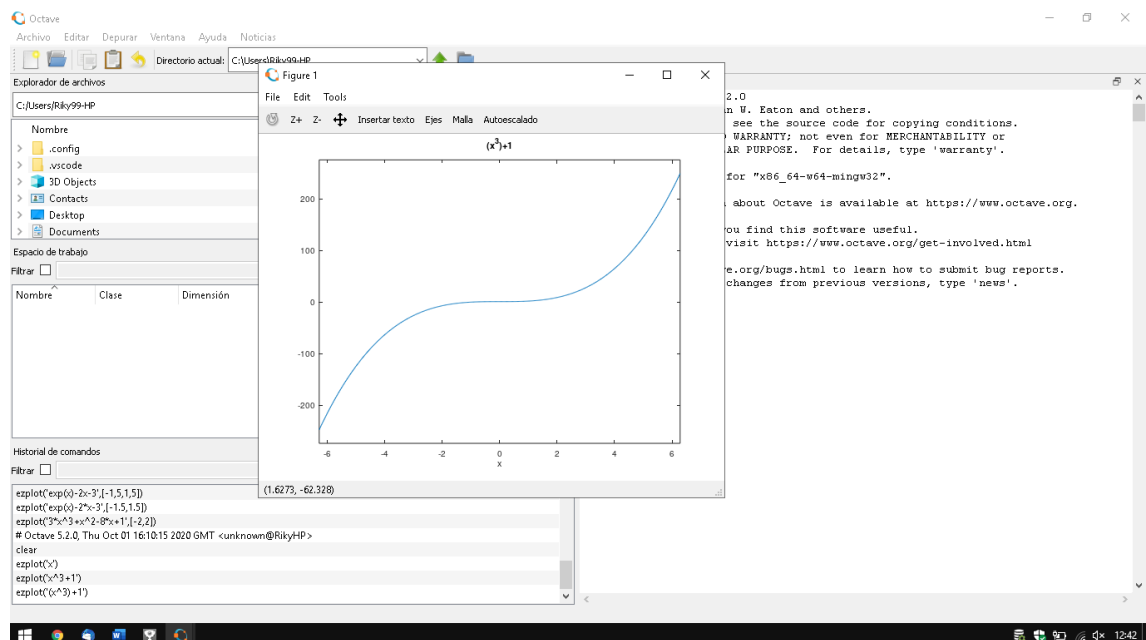 Octave
Archivo Editar Depurar Ventana Ayuda Noticias
Directorio actual: C:\Users\Riky99-HP
Explorador de archivos
C:/Users/Riky99-HP
Nombre
.config
.vscode
3D Objects
Contacts
Desktop
Documents
Espacio de trabajo
Filtrar
Nombre Clase Dimensión
Historial de comandos
Filtrar
ezplot('exp(x)-2x-3',[-1,5,1,5])
ezplot('exp(x)-2*x-3',[-1.5,1.5])
ezplot('3*x^3+x^2-8*x+1',[-2,2])
# Octave 5.2.0, Thu Oct 01 16:10:15 2020 GMT <unknown@RikyHP>
clear
ezplot('x')
ezplot('x^3+1')
ezplot('(x^3)+1')
Figure 1
File Edit Tools
Z+ Z- Insertar texto Ejes Malla Autoescalado
(x³)+1
200
100
0
-100
-200
-6 -4 -2 0 2 4 6
x
(1.6273, -62.328)
2.0
W. Eaton and others.
see the source code for copying conditions.
WARRANTY; not even for MERCHANTABILITY or
AR PURPOSE. For details, type 'warranty'.
for "x86_64-w64-mingw32".
about Octave is available at https://www.octave.org.
you find this software useful.
visit https://www.octave.org/get-involved.html
e.org/bugs.html to learn how to submit bug reports.
changes from previous versions, type 'news'.
12:42